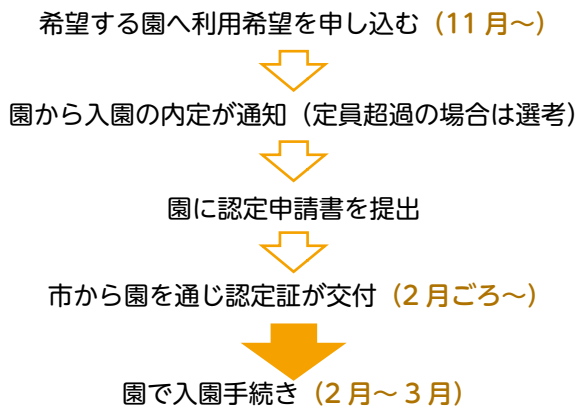 希望する園へ利用希望を申し込む（11月～）
園から入園の内定が通知（定員超過の場合は選考）
園に認定申請書を提出
市から園を通じ認定証が交付（2月ごろ～）
園で入園手続き（2月～3月）